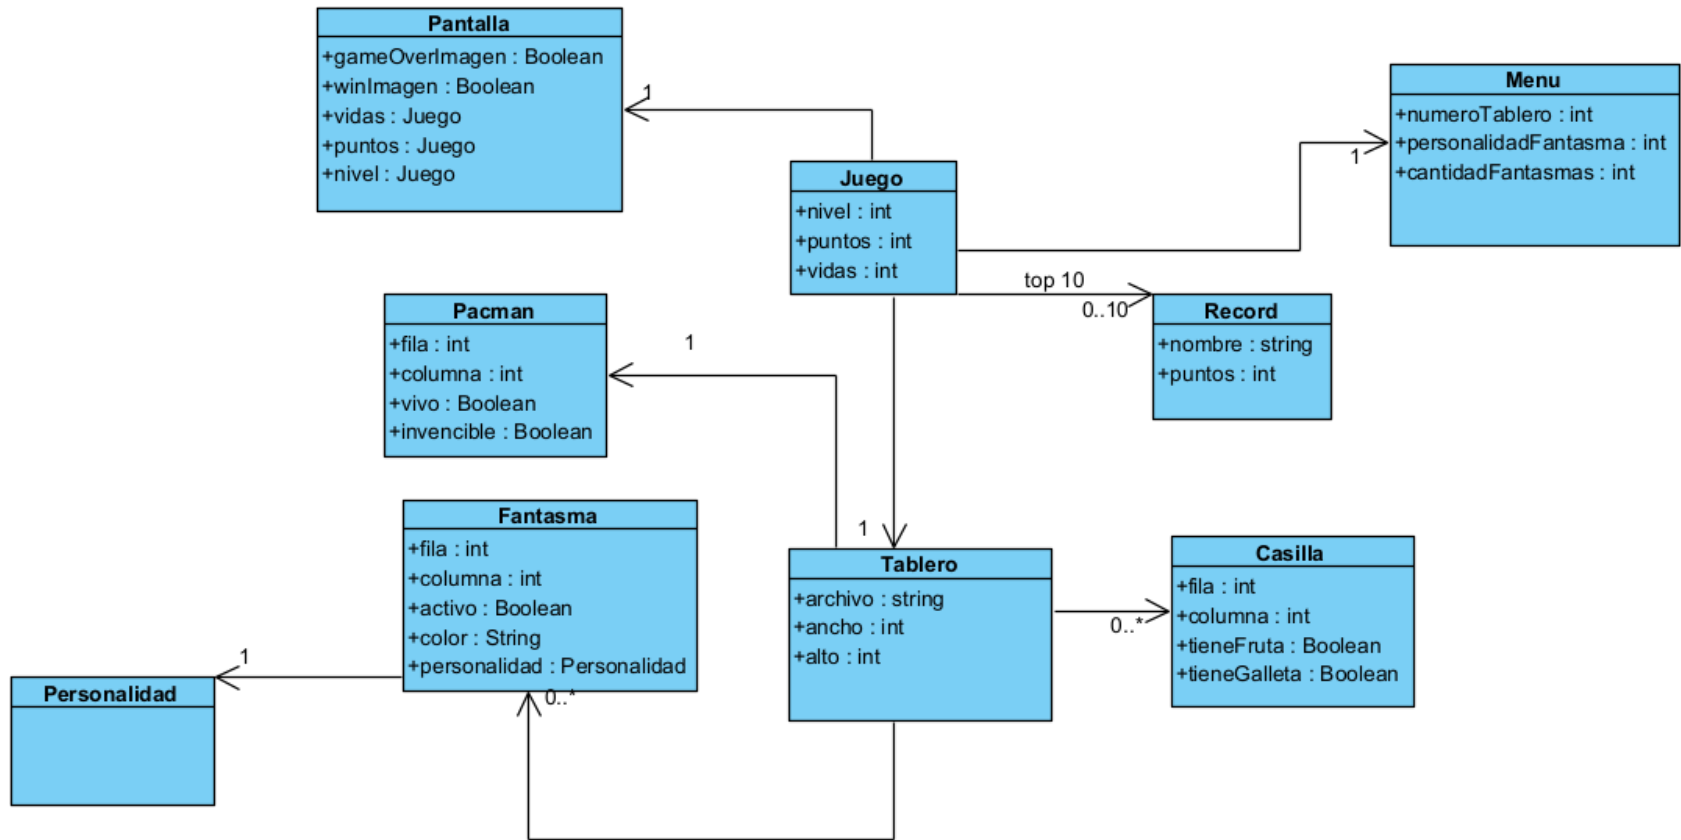 Pantalla
+gameOverImagen : Boolean
+winImagen : Boolean
+vidas : Juego
+puntos : Juego
+nivel : Juego
1
Menu
+numeroTablero : int
+personalidadFantasma : int
+cantidadFantasmas : int
1
Juego
+nivel : int
+puntos : int
+vidas : int
top 10
0..10
Record
+nombre : string
+puntos : int
Pacman
+fila : int
+columna : int
+vivo : Boolean
+invencible : Boolean
1
Fantasma
+fila : int
+columna : int
+activo : Boolean
+color : String
+personalidad : Personalidad
0..*
1
Tablero
+archivo : string
+ancho : int
+alto : int
0..*
Casilla
+fila : int
+columna : int
+tieneFruta : Boolean
+tieneGalleta : Boolean
1
Personalidad